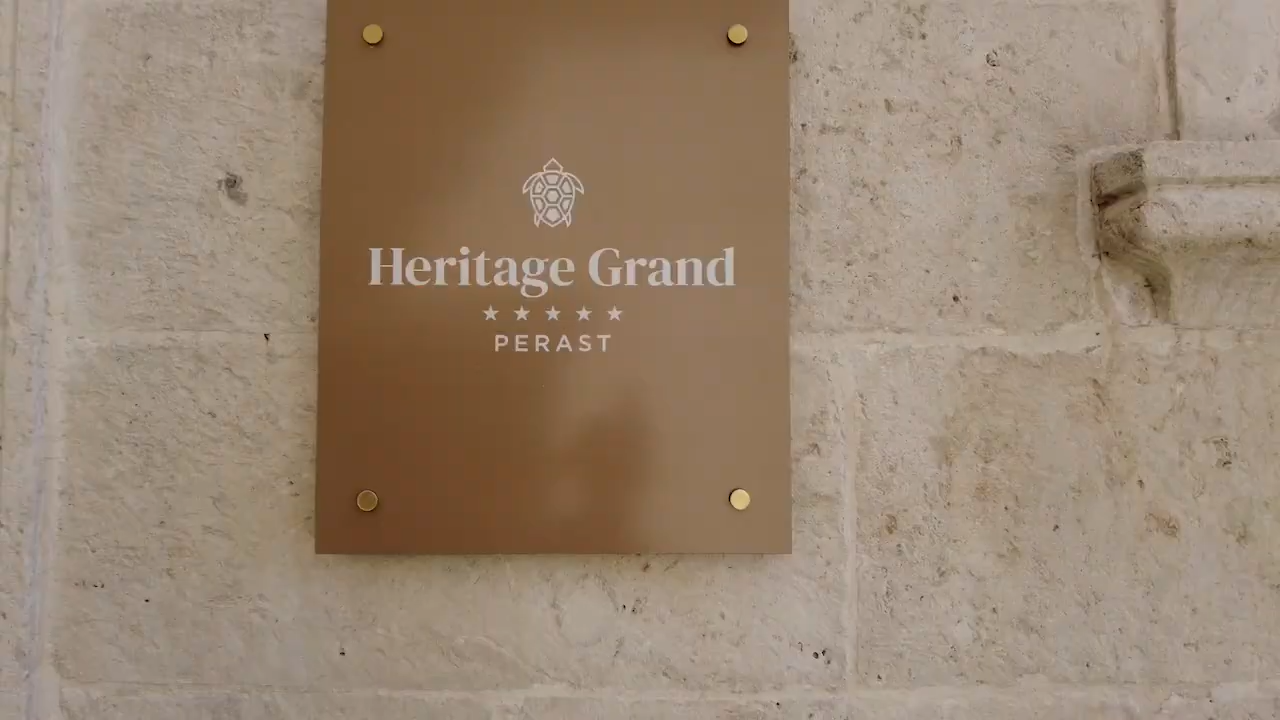 Heritage Grand
★★★★★
PERAST